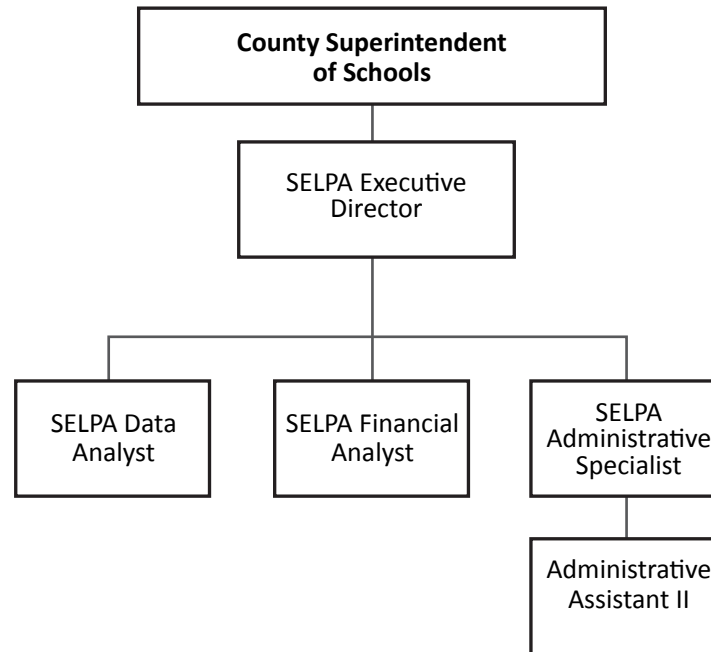 County Superintendent
of Schools
SELPA Executive
Director
SELPA Data
Analyst
SELPA Financial
Analyst
SELPA
Administrative
Specialist
Administrative
Assistant II